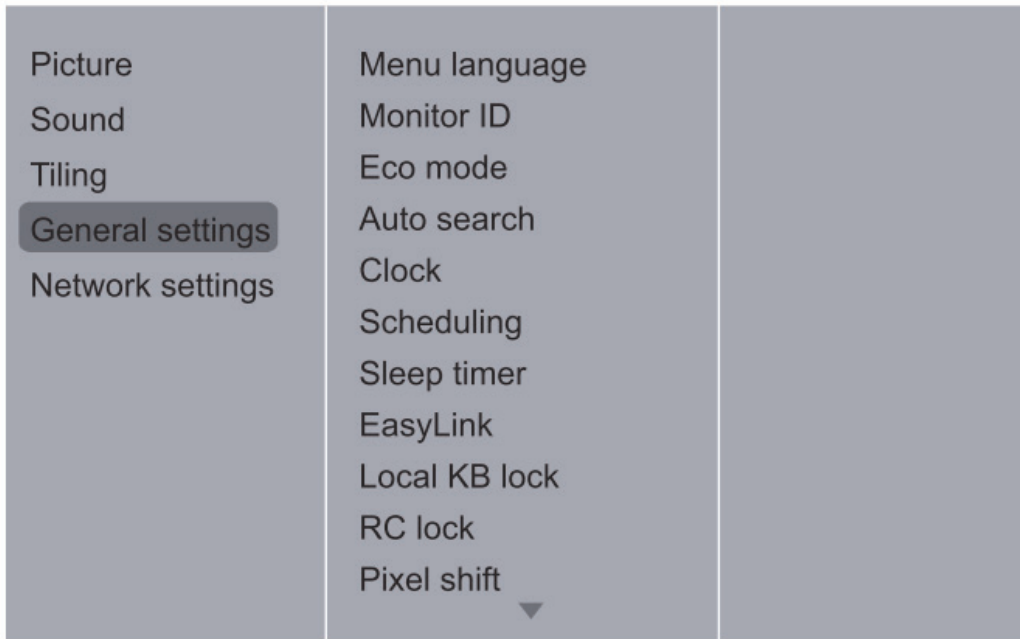 Picture
Sound
Tiling
General settings
Network settings
Menu language
Monitor ID
Eco mode
Auto search
Clock
Scheduling
Sleep timer
EasyLink
Local KB lock
RC lock
Pixel shift